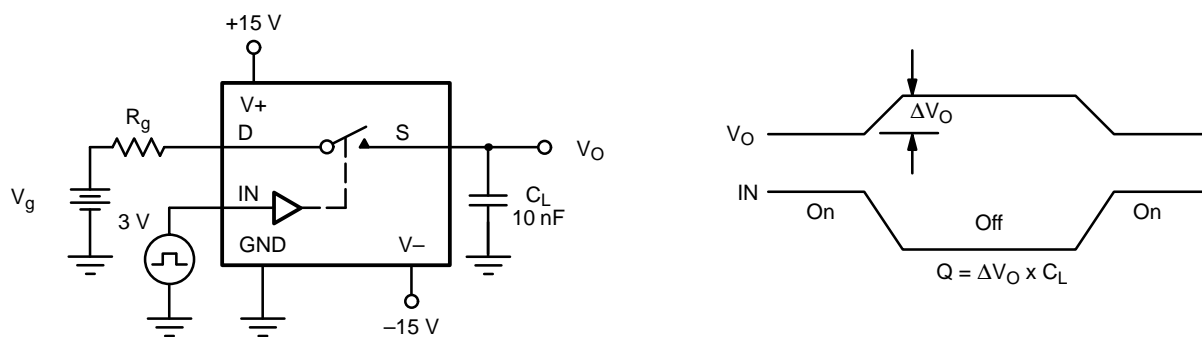 +15 V
V+
Rg
D
S
VO
Vg
IN
CL
10 nF
3 V
GND
V–
–15 V
ΔVO
VO
IN
On
Off
On
Q = ΔVO x CL